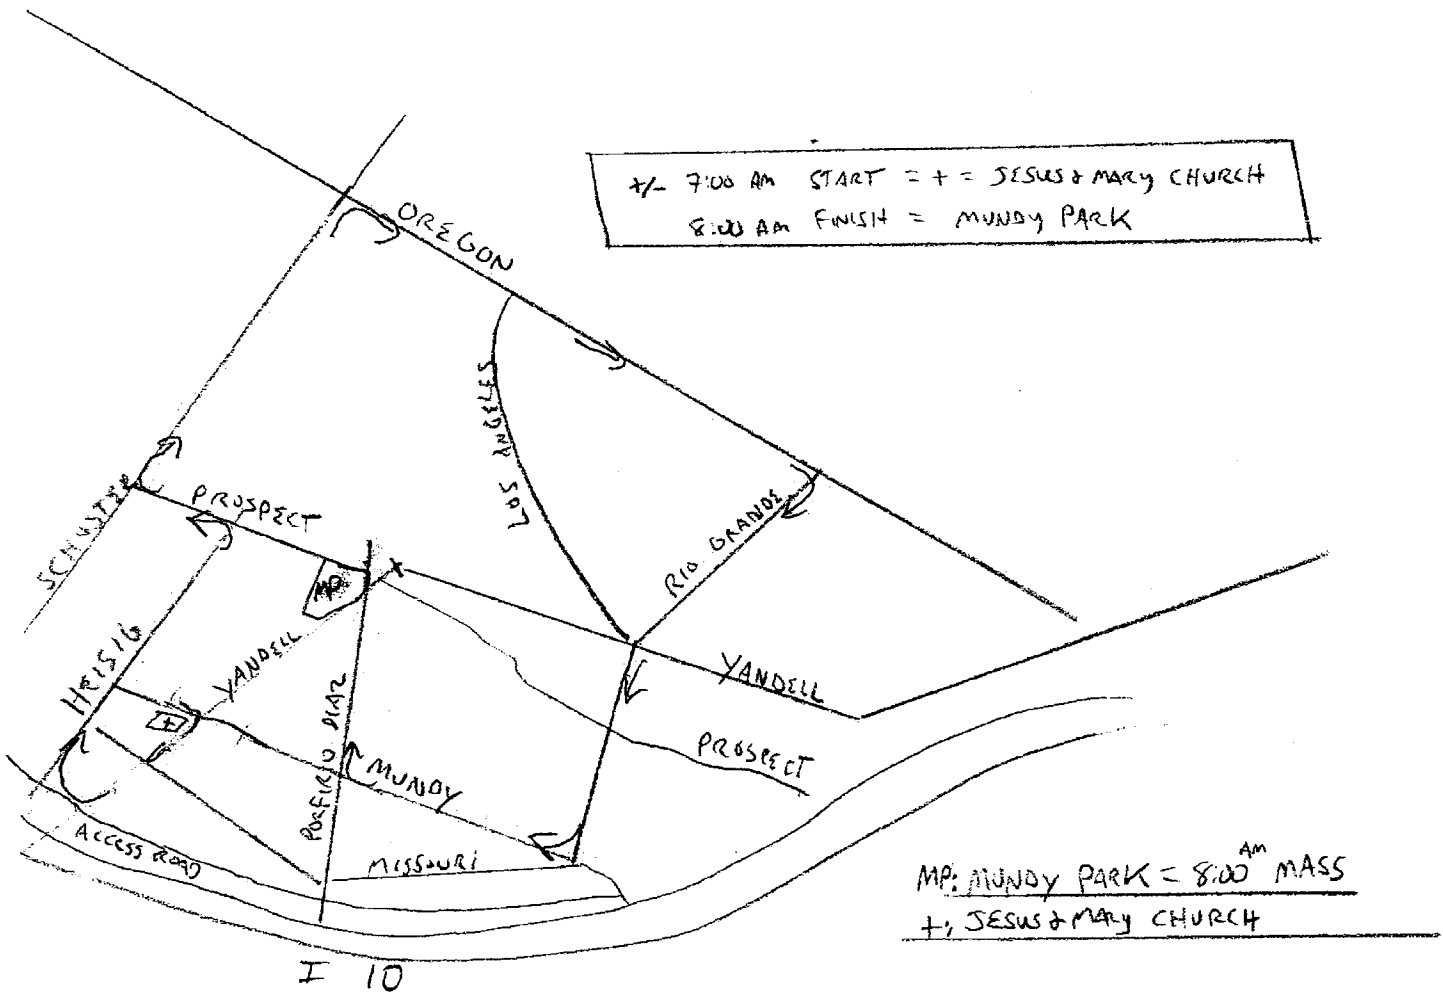 +/- 7:00 AM START = + = JESUS & MARY CHURCH
8:00 AM FINISH = MUNDY PARK
OREGON
LOS ANGELES
SCHUSTER
PROSPECT
RIO GRANDE
MP
HEISIG
YANDELL
PORFIRIO DIAZ
YANDELL
PROSPECT
+
MUNDY
ACCESS ROAD
MISSOURI
MP: MUNDY PARK = 8:00 AM MASS
+: JESUS & MARY CHURCH
I 10